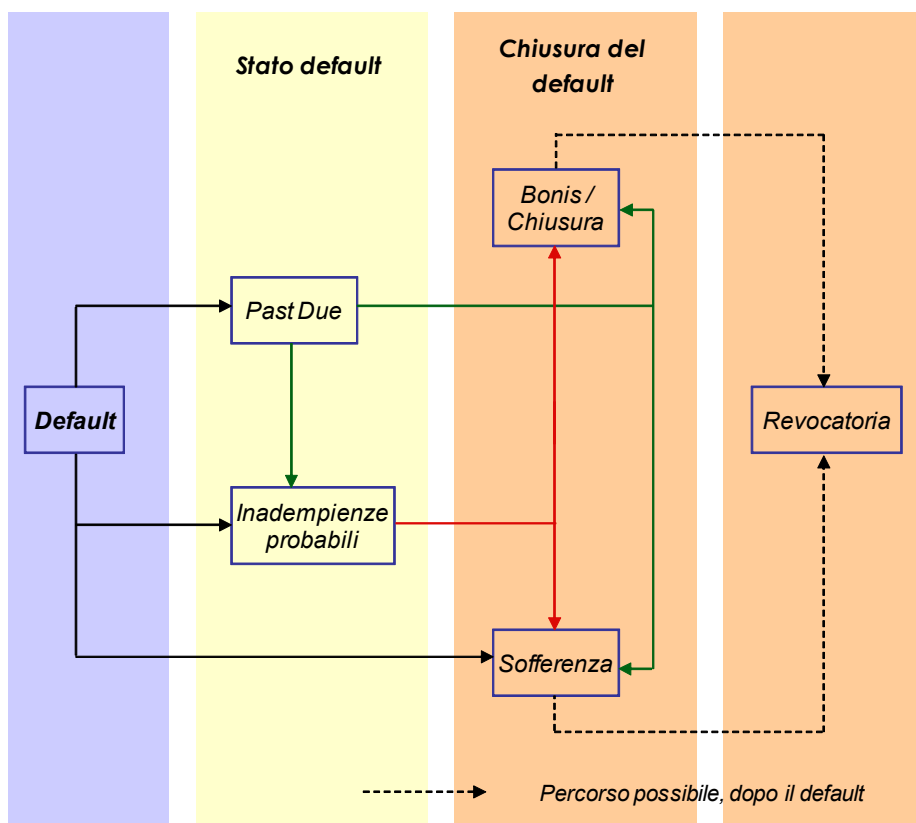 Stato default
Chiusura del
default
Bonis /
Chiusura
Past Due
Default
Revocatoria
Inadempienze
probabili
Sofferenza
Percorso possibile, dopo il default